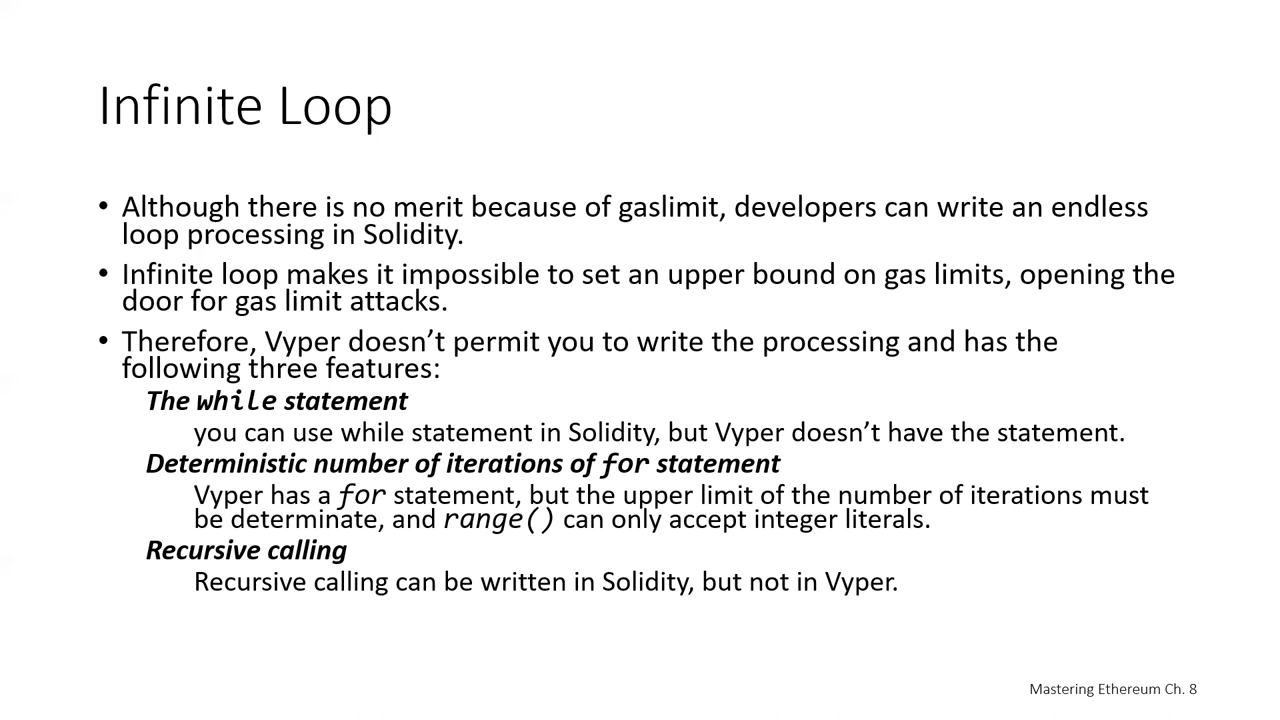 Infinite Loop
• Although there is no merit because of gaslimit, developers can write an endless
loop processing in Solidity.
• Infinite loop makes it impossible to set an upper bound on gas limits, opening the
door for gas limit attacks.
• Therefore, Vyper doesn’t permit you to write the processing and has the
following three features:
The while statement
you can use while statement in Solidity, but Vyper doesn’t have the statement.
Deterministic number of iterations of for statement
Vyper has a for statement, but the upper limit of the number of iterations must
be determinate, and range() can only accept integer literals.
Recursive calling
Recursive calling can be written in Solidity, but not in Vyper.
Mastering Ethereum Ch. 8